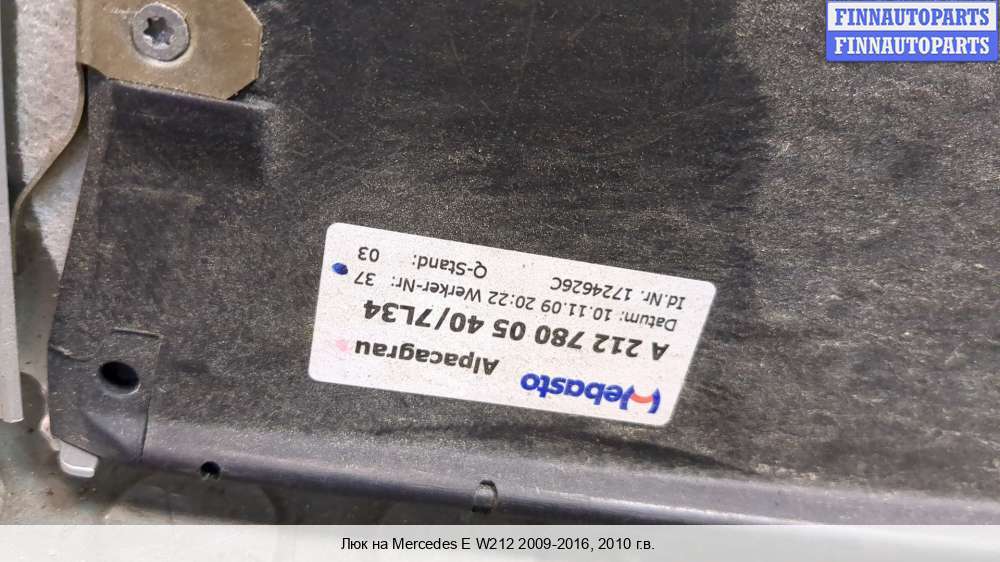 FINNAUTOPARTS
FINNAUTOPARTS
Webasto Alpacagrau
A 212 780 05 40/7L34
Datum: 10.11.09 20:22 Werker-Nr: 37
Id.Nr. 1724626C Q-Stand: 03
Люк на Mercedes E W212 2009-2016, 2010 г.в.